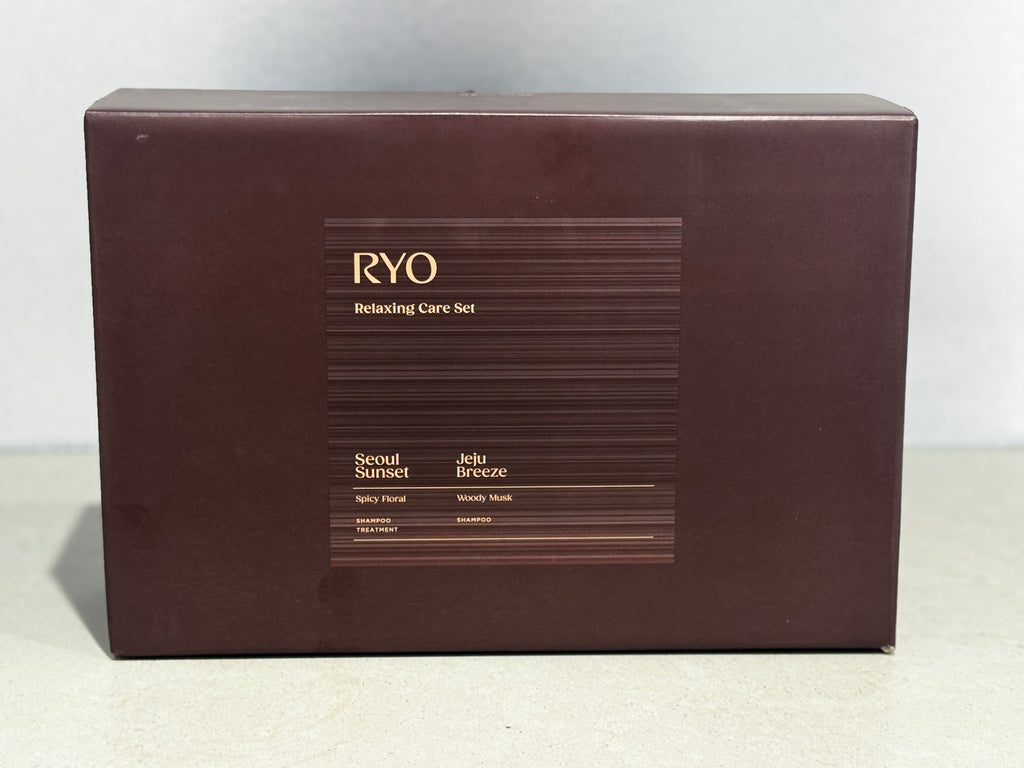 RYO
Relaxing Care Set
Seoul
Sunset
Spicy Floral
SHAMPOO
TREATMENT
Jeju
Breeze
Woody Musk
SHAMPOO